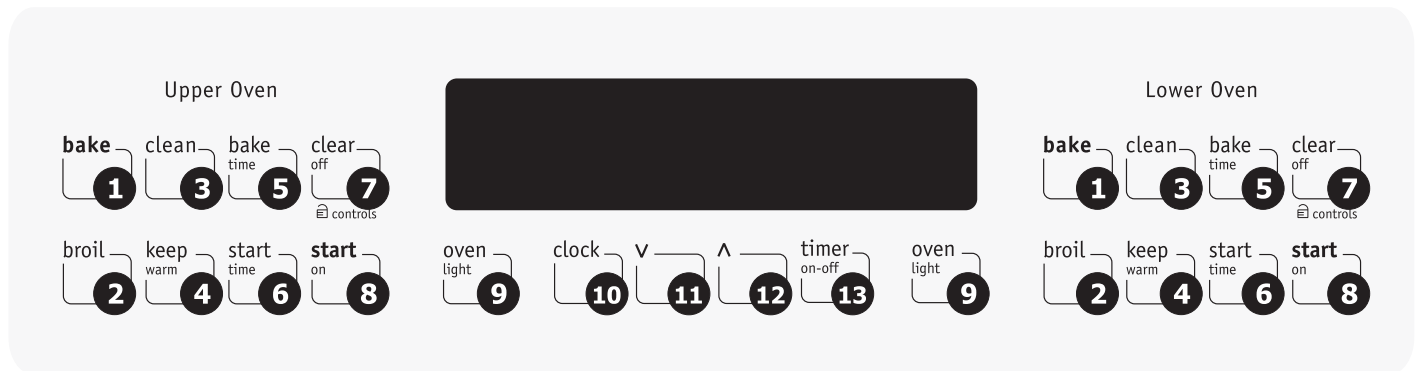 Upper Oven
Lower Oven
bake clean bake clear
time off
1 3 5 7
controls
bake clean bake clear
time off
1 3 5 7
controls
broil keep start start
warm time on
2 4 6 8
oven clock ∨ ∧ timer oven
light on-off light
9 10 11 12 13 9
broil keep start start
warm time on
2 4 6 8